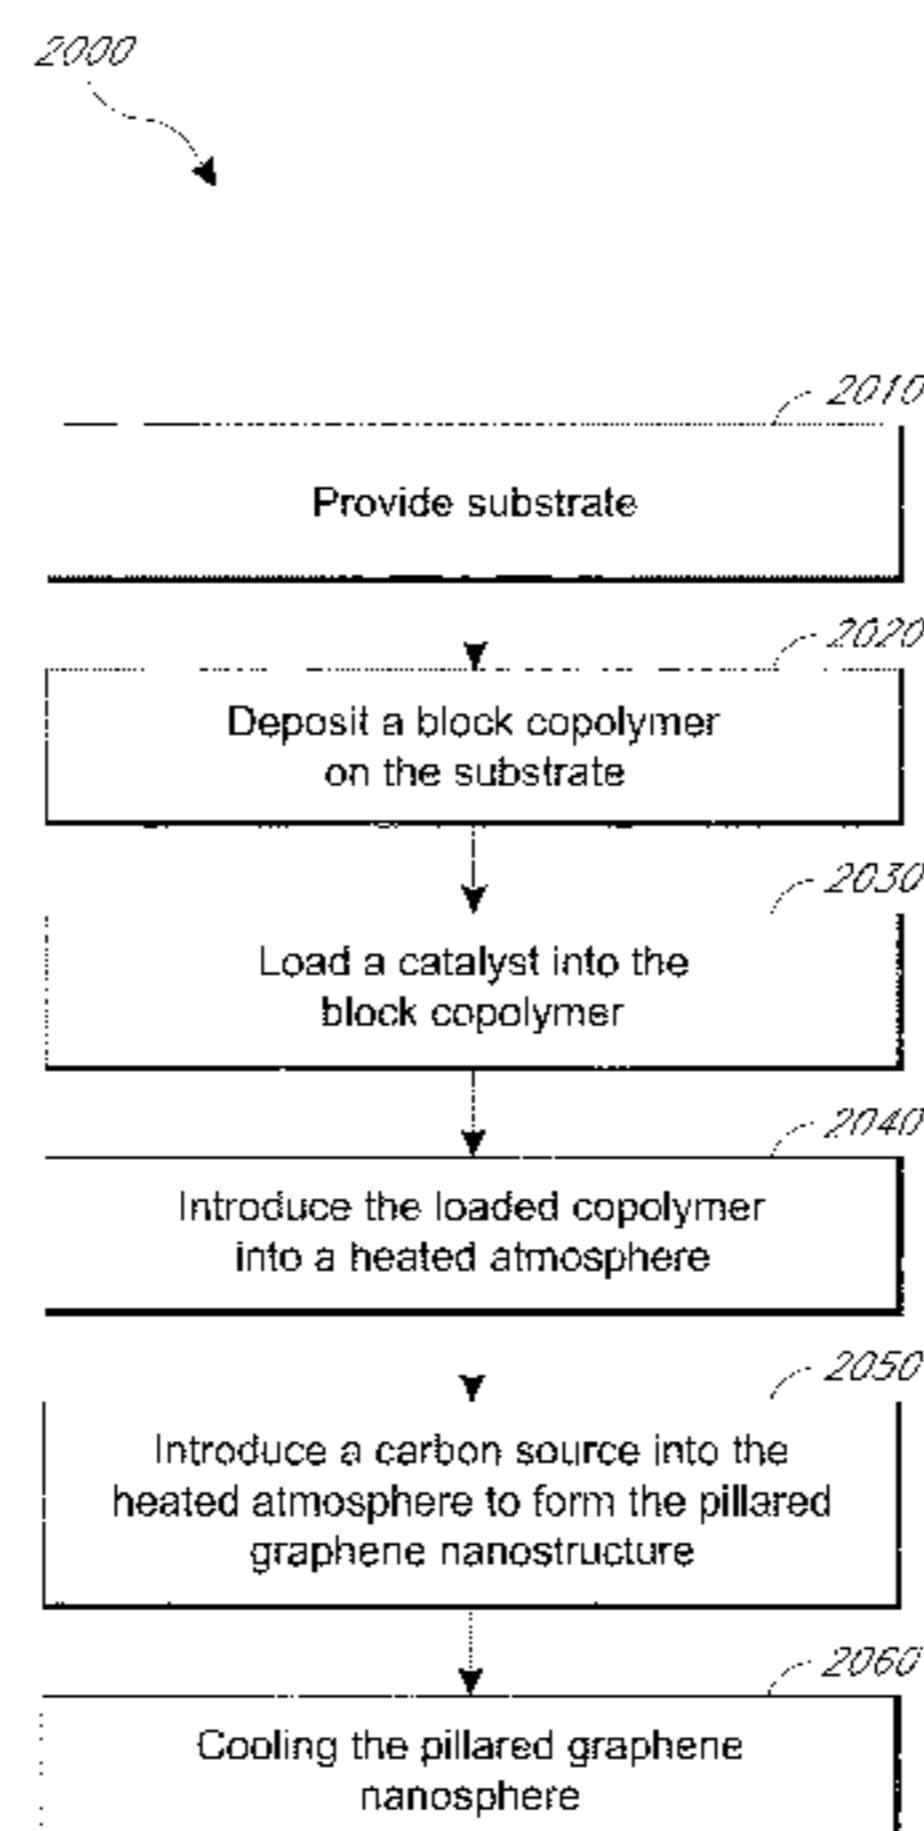 2000
2010
Provide substrate
2020
Deposit a block copolymer
on the substrate
2030
Load a catalyst into the
block copolymer
2040
Introduce the loaded copolymer
into a heated atmosphere
2050
Introduce a carbon source into the
heated atmosphere to form the pillared
graphene nanostructure
2060
Cooling the pillared graphene
nanosphere